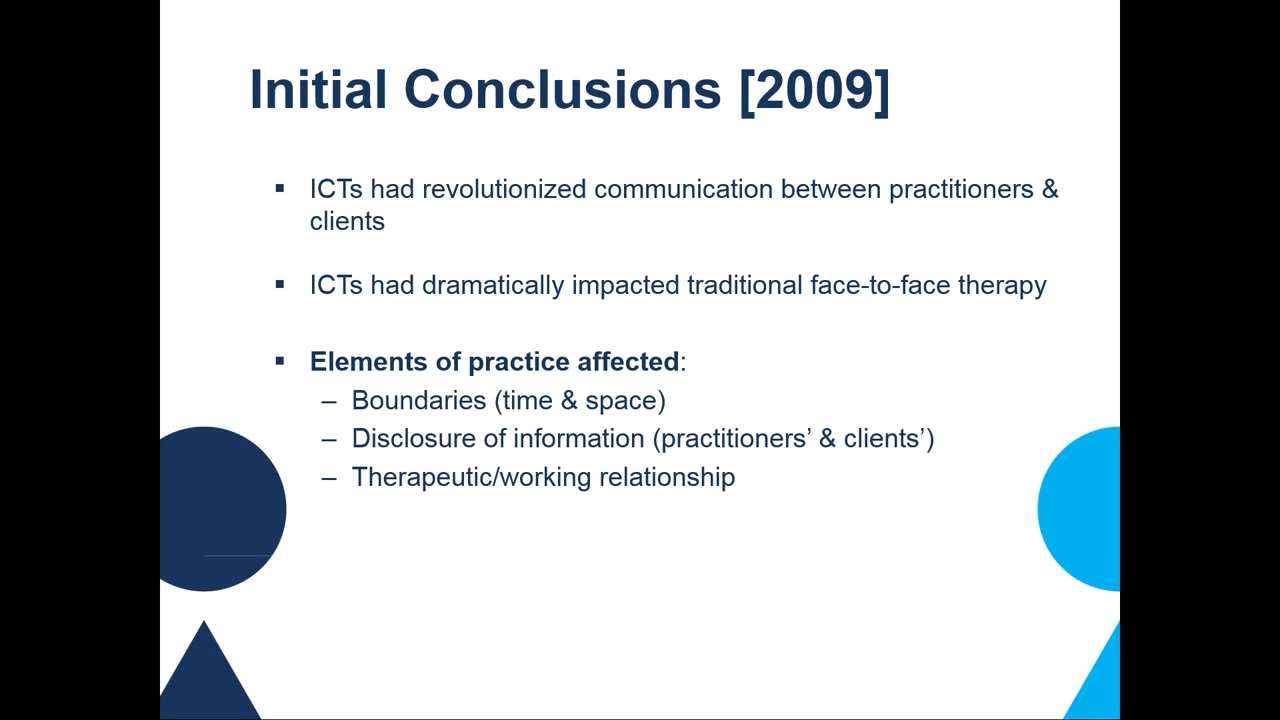 Initial Conclusions [2009]
▪ ICTs had revolutionized communication between practitioners &
clients
▪ ICTs had dramatically impacted traditional face-to-face therapy
▪ Elements of practice affected:
– Boundaries (time & space)
– Disclosure of information (practitioners’ & clients’)
– Therapeutic/working relationship